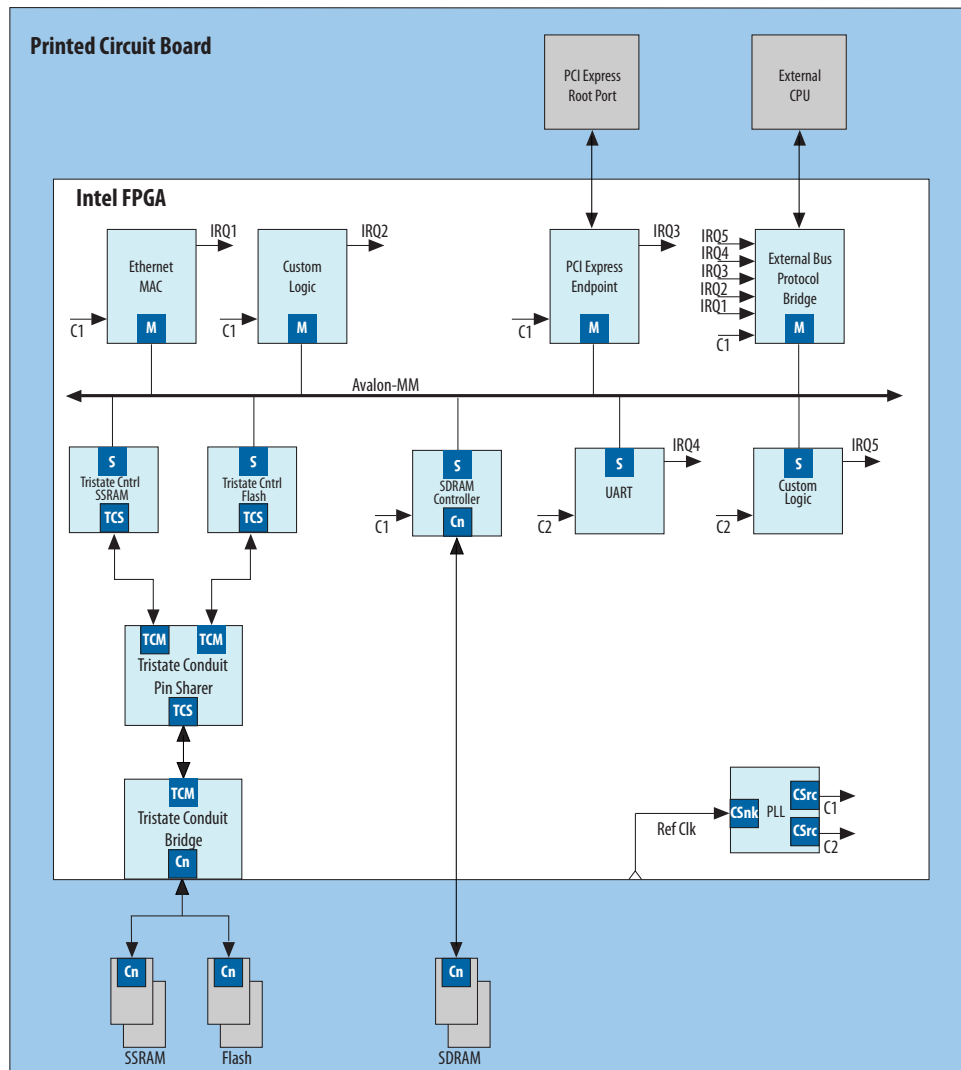 Printed Circuit Board
PCI Express
Root Port
External
CPU
Intel FPGA
IRQ1
Ethernet
MAC
C1
M
IRQ2
Custom
Logic
C1
M
IRQ3
PCI Express
Endpoint
C1
M
IRQ5
IRQ4
IRQ3
IRQ2
IRQ1
C1
External Bus
Protocol
Bridge
M
Avalon-MM
S
Tristate Cntrl
SSRAM
TCS
S
Tristate Cntrl
Flash
TCS
S
SDRAM
Controller
C1
Cn
S
IRQ4
UART
C2
S
IRQ5
Custom
Logic
C2
TCM
TCM
Tristate Conduit
Pin Sharer
TCS
TCM
Tristate Conduit
Bridge
Cn
Ref Clk
CSnk
PLL
CSrc
C1
CSrc
C2
Cn
Cn
Cn
SSRAM
Flash
SDRAM